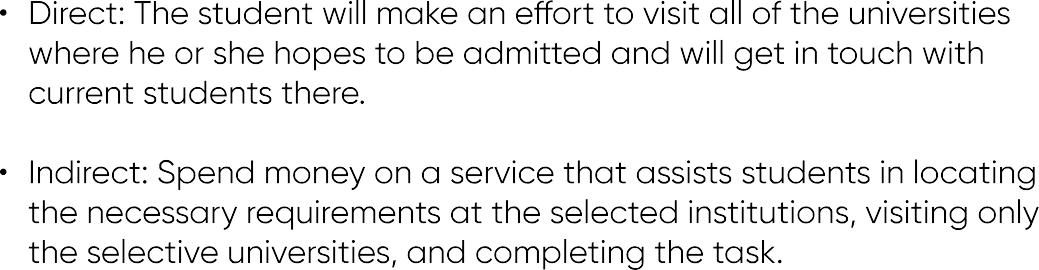 • Direct: The student will make an effort to visit all of the universities
where he or she hopes to be admitted and will get in touch with
current students there.
• Indirect: Spend money on a service that assists students in locating
the necessary requirements at the selected institutions, visiting only
the selective universities, and completing the task.